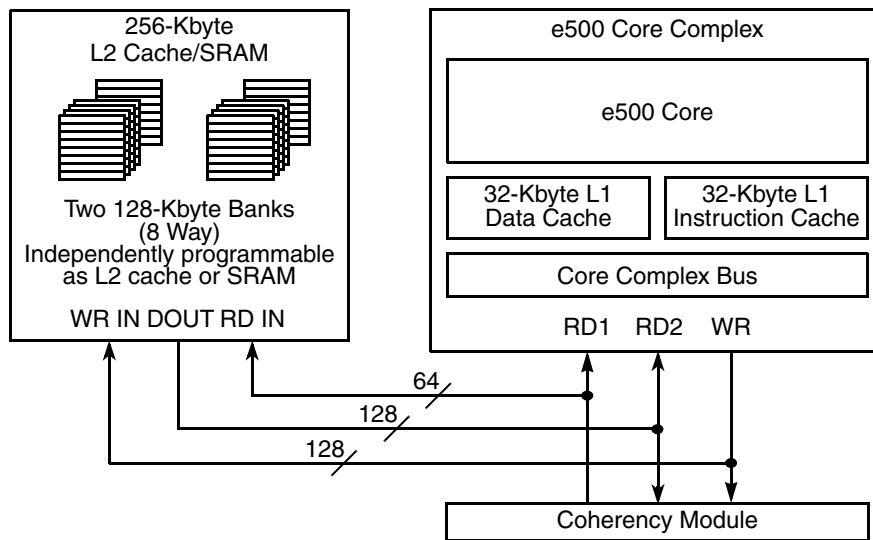 256-Kbyte
L2 Cache/SRAM
Two 128-Kbyte Banks
(8 Way)
Independently programmable
as L2 cache or SRAM
WR IN DOUT RD IN
e500 Core Complex
e500 Core
32-Kbyte L1
Data Cache
32-Kbyte L1
Instruction Cache
Core Complex Bus
RD1 RD2 WR
64
128
128
Coherency Module